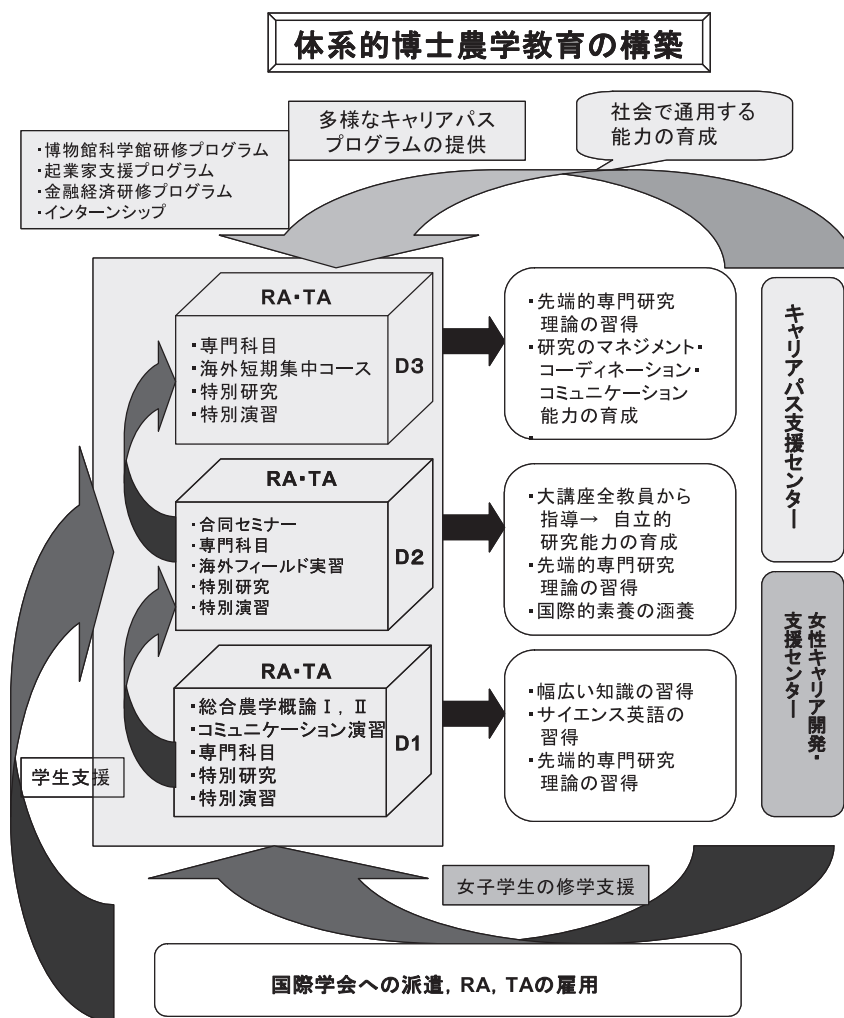 体系的博士農学教育の構築
社会で通用する
能力の育成
多様なキャリアパス
プログラムの提供
・博物館科学館研修プログラム
・起業家支援プログラム
・金融経済研修プログラム
・インターンシップ
RA・TA
・専門科目
・海外短期集中コース
・特別研究
・特別演習
D3
・先端的専門研究
理論の習得
・研究のマネジメント・
コーディネーション・
コミュニケーション
能力の育成
・
キャリアパス支援センター
RA・TA
・合同セミナー
・専門科目
・海外フィールド実習
・特別研究
・特別演習
D2
・大講座全教員から
指導→ 自立的
研究能力の育成
・先端的専門研究
理論の習得
・国際的素養の涵養
女性キャリア開発・
支援センター
RA・TA
・総合農学概論Ⅰ, Ⅱ
・コミュニケーション演習
・専門科目
・特別研究
・特別演習
D1
・幅広い知識の習得
・サイエンス英語の
習得
・先端的専門研究
理論の習得
学生支援
女子学生の修学支援
国際学会への派遣, RA, TAの雇用